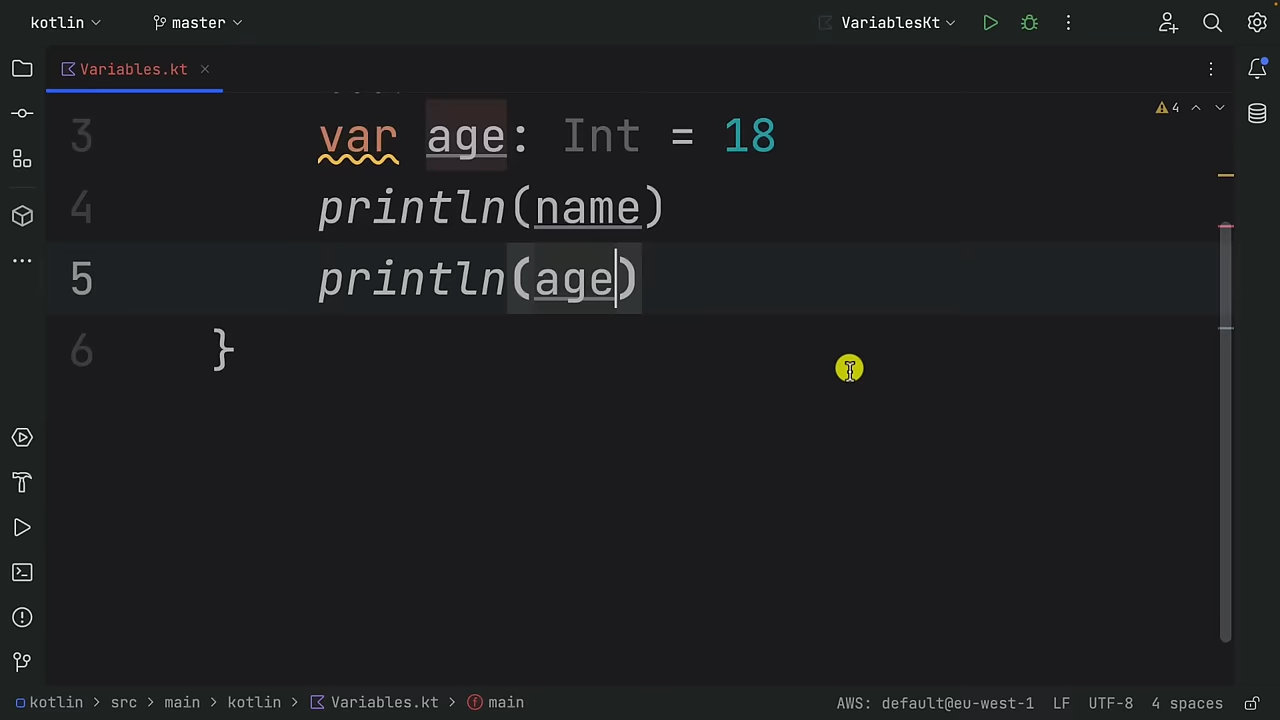 kotlin master VariablesKt
Variables.kt
4
3 var age: Int = 18
4 println(name)
5 println(age)
6 }
kotlin > src > main > kotlin > Variables.kt > main AWS: default@eu-west-1 LF UTF-8 4 spaces